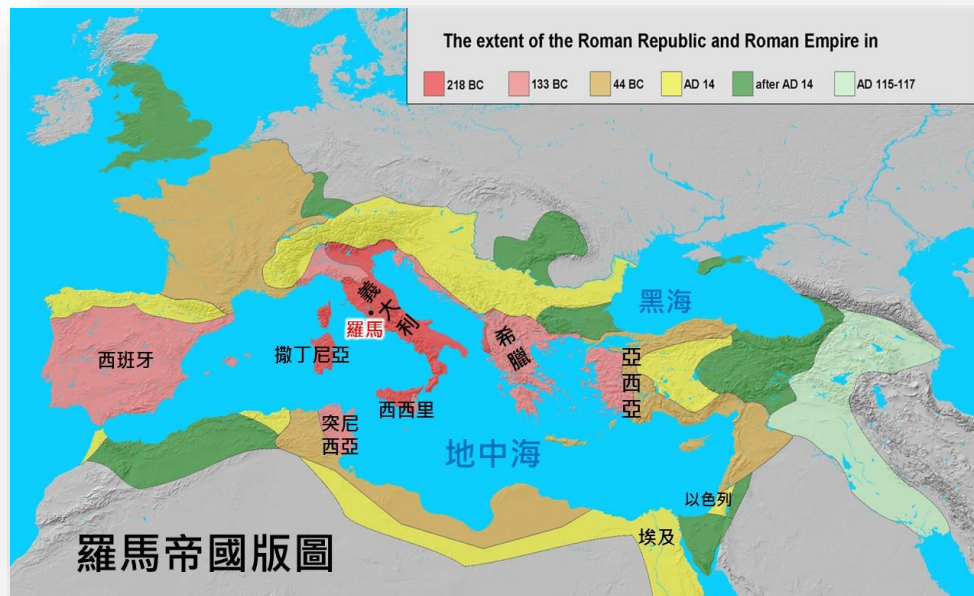 The extent of the Roman Republic and Roman Empire in
218 BC 133 BC 44 BC AD 14 after AD 14 AD 115-117
黑海
義大利
羅馬
希臘
西班牙
撒丁尼亞
亞西亞
西西里
突尼
西亞
地中海
以色列
埃及
羅馬帝國版圖